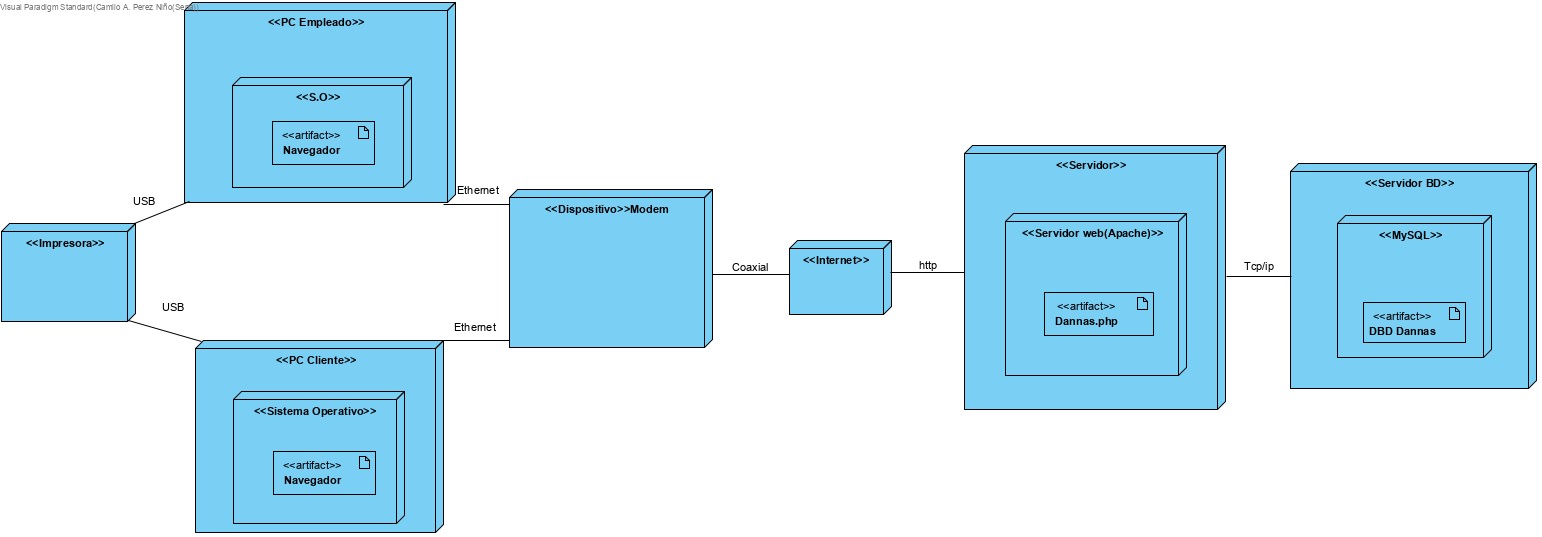 Visual Paradigm Standard(Camilo A. Perez Niño(Sena))
<<PC Empleado>>
<<S.O>>
<<artifact>>
Navegador
USB
Ethernet
<<Impresora>>
<<Dispositivo>>Modem
USB
Ethernet
<<PC Cliente>>
<<Sistema Operativo>>
<<artifact>>
Navegador
Coaxial
<<Internet>>
http
<<Servidor>>
<<Servidor web(Apache)>>
<<artifact>>
Dannas.php
Tcp/ip
<<Servidor BD>>
<<MySQL>>
<<artifact>>
DBD Dannas